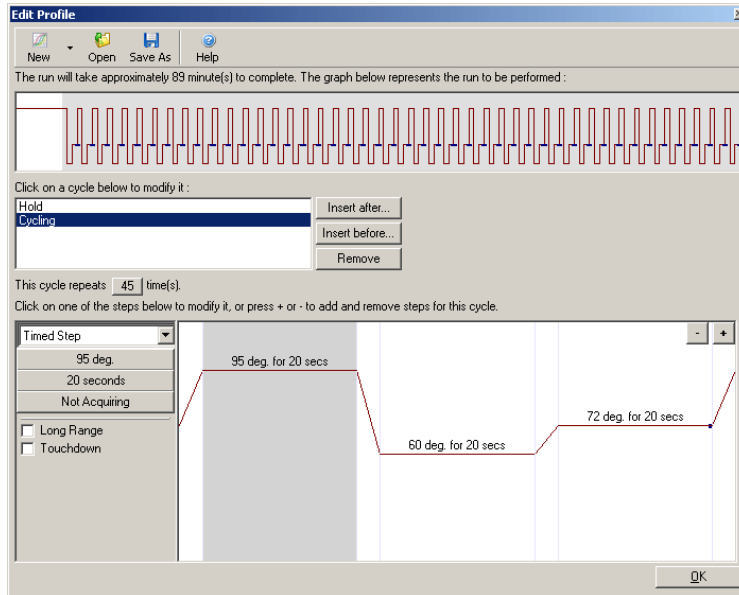 Edit Profile
New Open Save As Help
The run will take approximately 89 minute(s) to complete. The graph below represents the run to be performed :
Click on a cycle below to modify it :
Hold
Cycling
Insert after...
Insert before...
Remove
This cycle repeats 45 time(s).
Click on one of the steps below to modify it, or press + or - to add and remove steps for this cycle.
Timed Step
95 deg.
20 seconds
Not Acquiring
Long Range
Touchdown
- +
95 deg. for 20 secs
60 deg. for 20 secs
72 deg. for 20 secs
OK